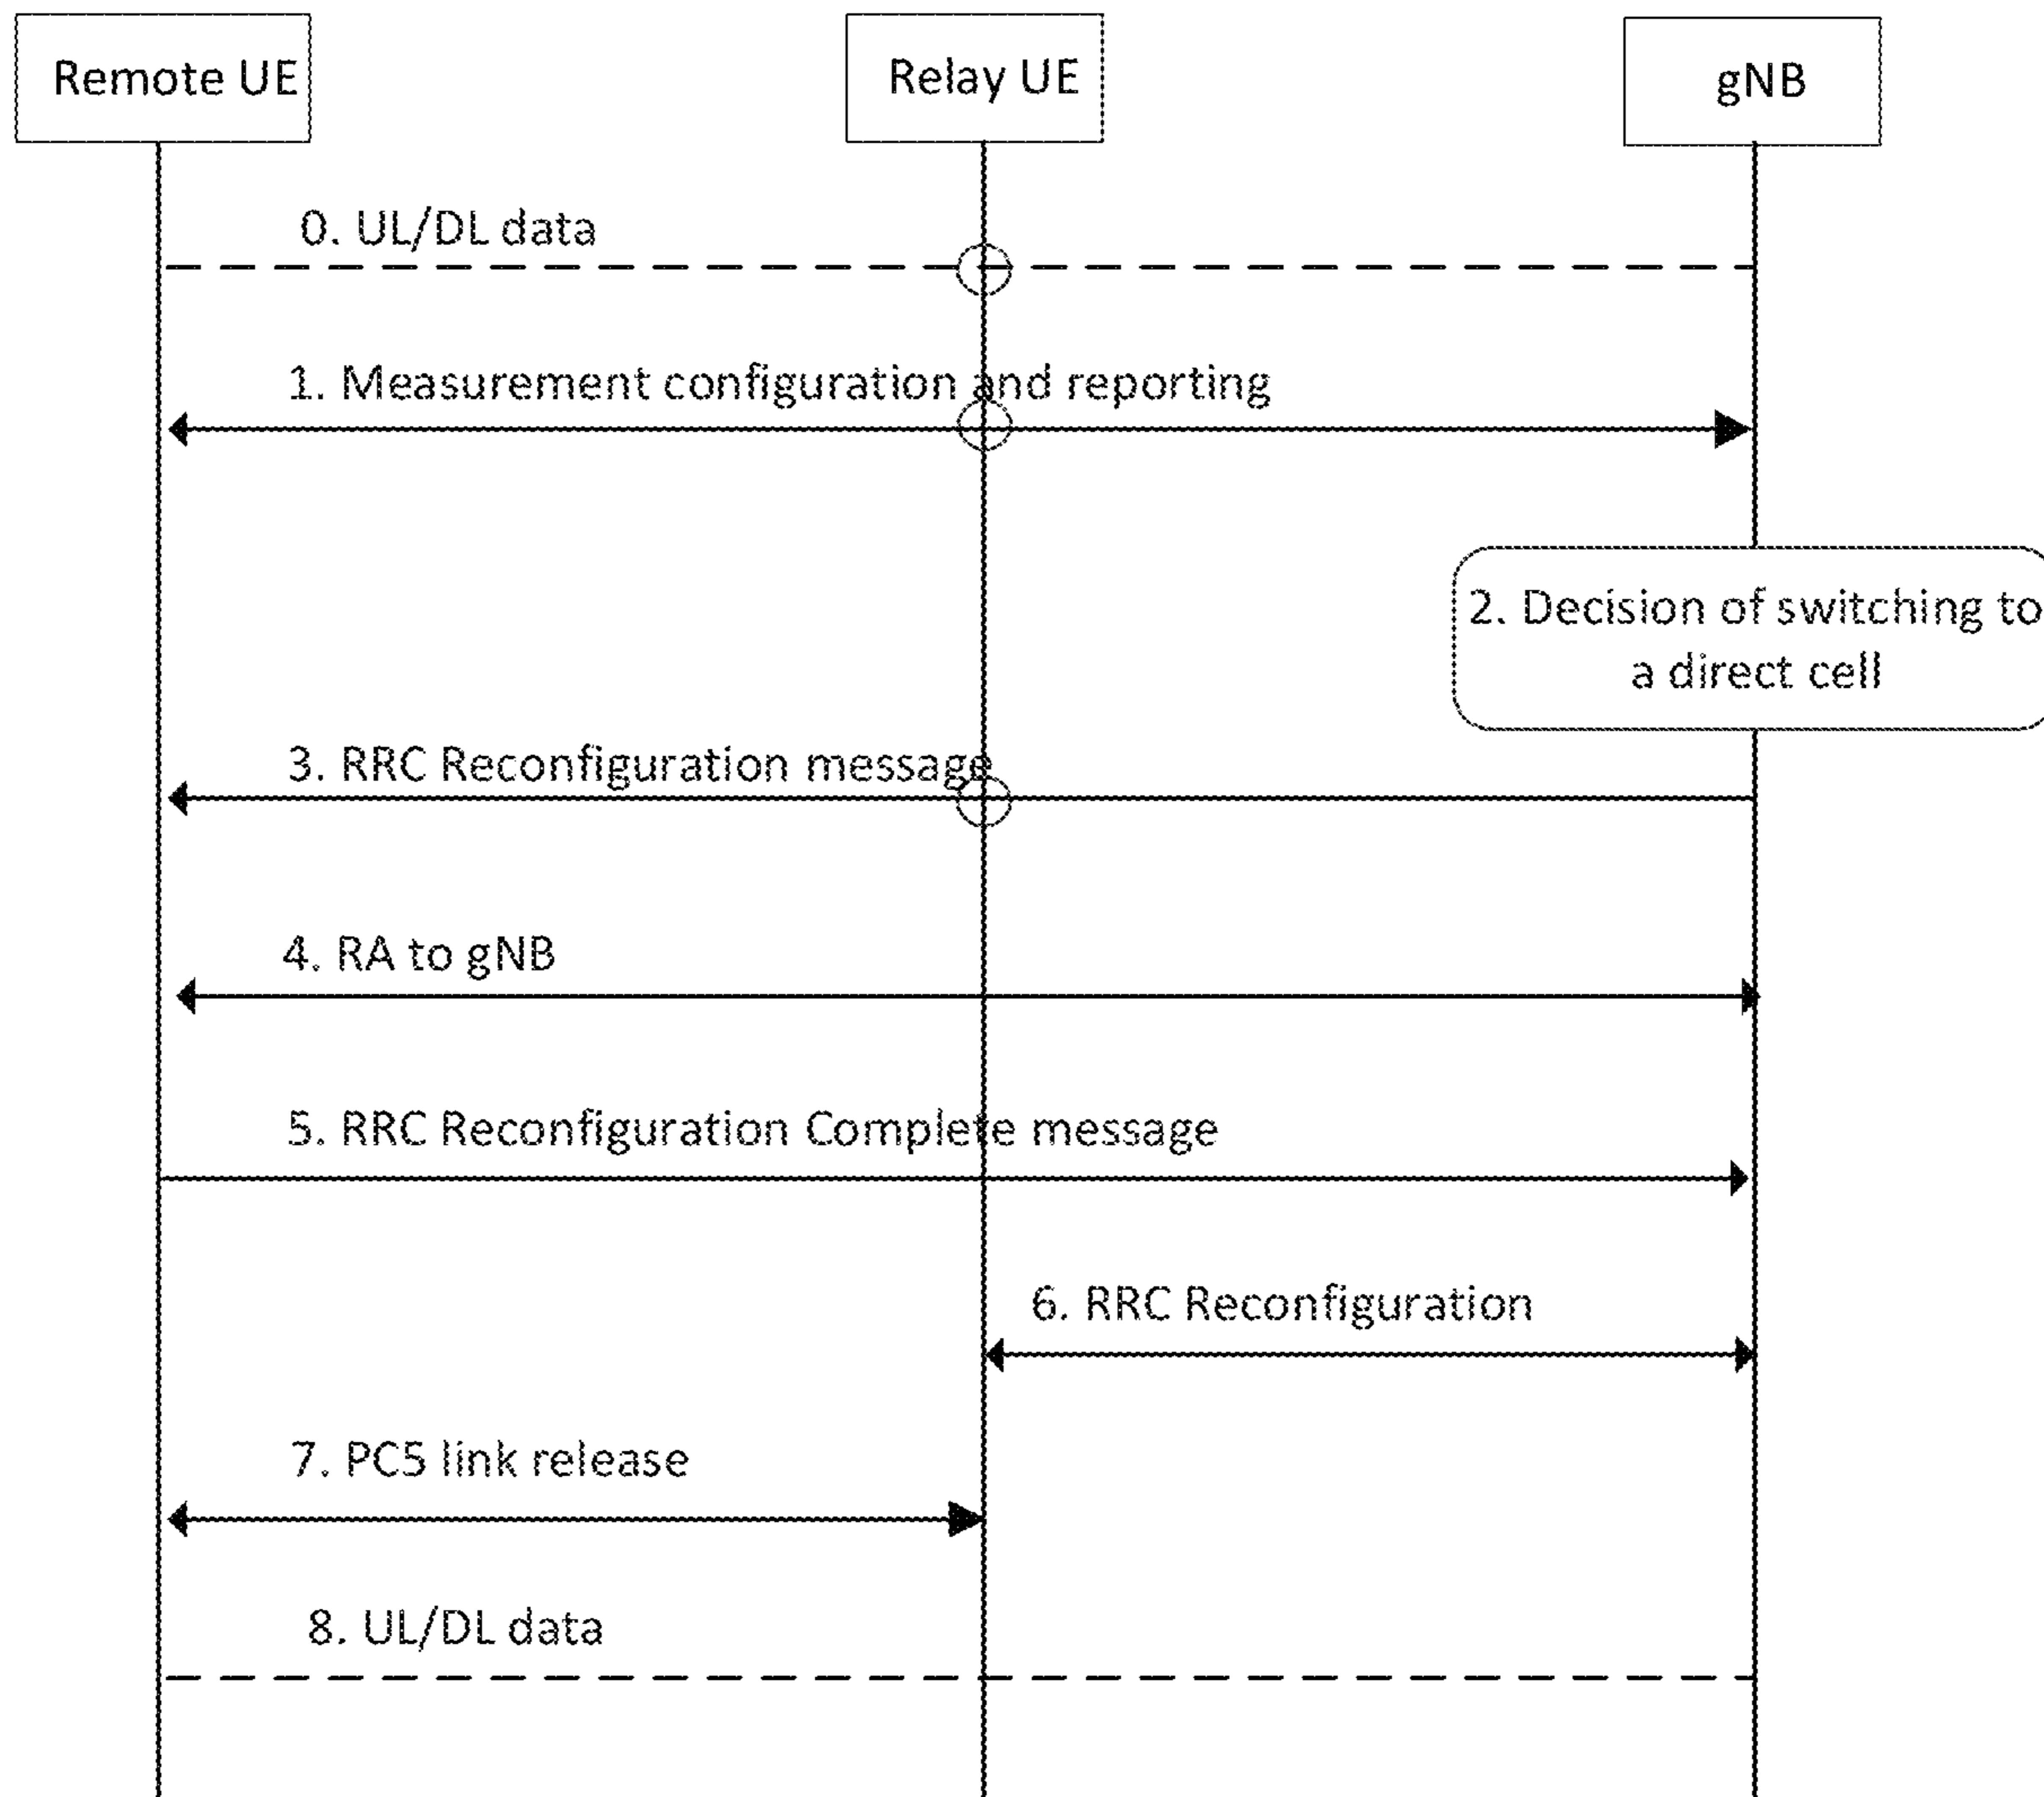 Remote UE
Relay UE
gNB
0. UL/DL data
1. Measurement configuration and reporting
2. Decision of switching to
a direct cell
3. RRC Reconfiguration message
4. RA to gNB
5. RRC Reconfiguration Complete message
6. RRC Reconfiguration
7. PC5 link release
8. UL/DL data